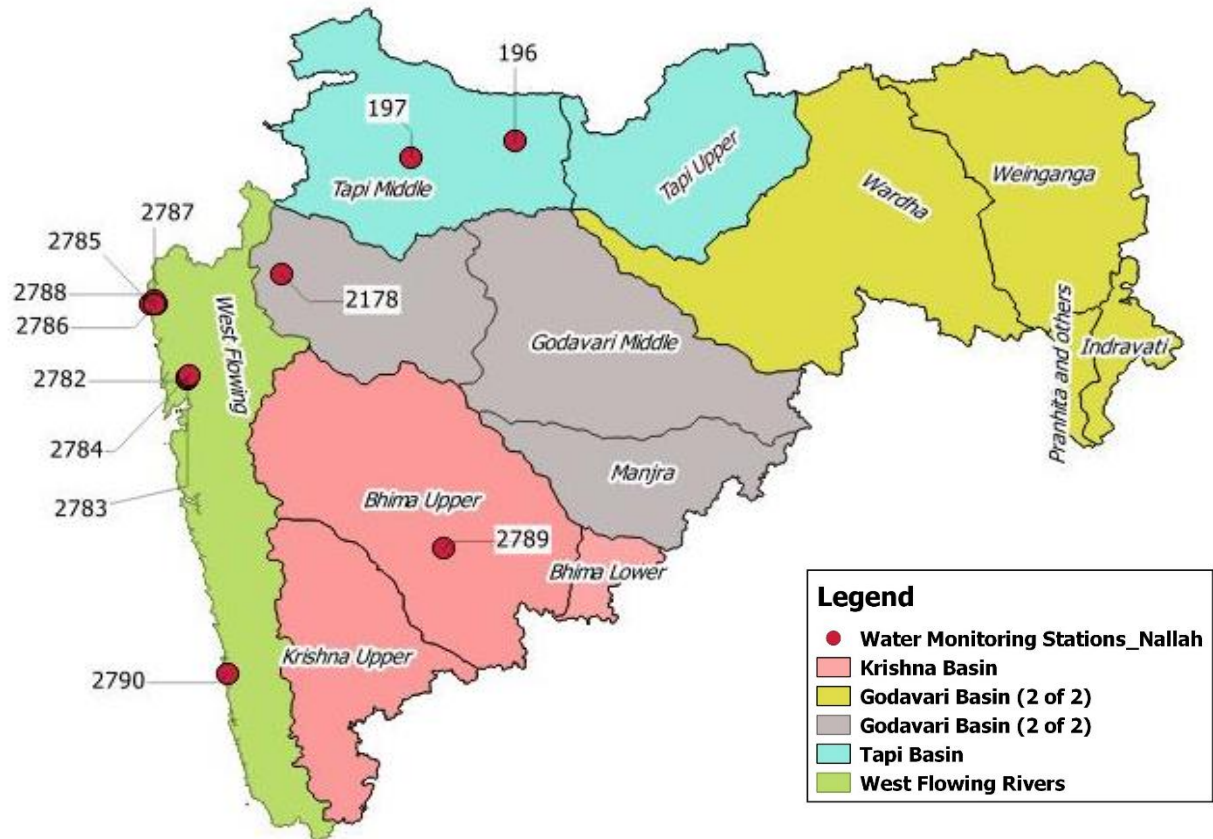 196
197
Tapi Middle
Tapi Upper
Wardha
Weinganga
2787
2785
2788
2786
2178
West Flowing
Godavari Middle
Pranhita and others
Indravati
2782
2784
2783
Manjra
Bhima Upper
2789
Bhima Lower
Krishna Upper
2790
Legend
Water Monitoring Stations_Nallah
Krishna Basin
Godavari Basin (2 of 2)
Godavari Basin (2 of 2)
Tapi Basin
West Flowing Rivers